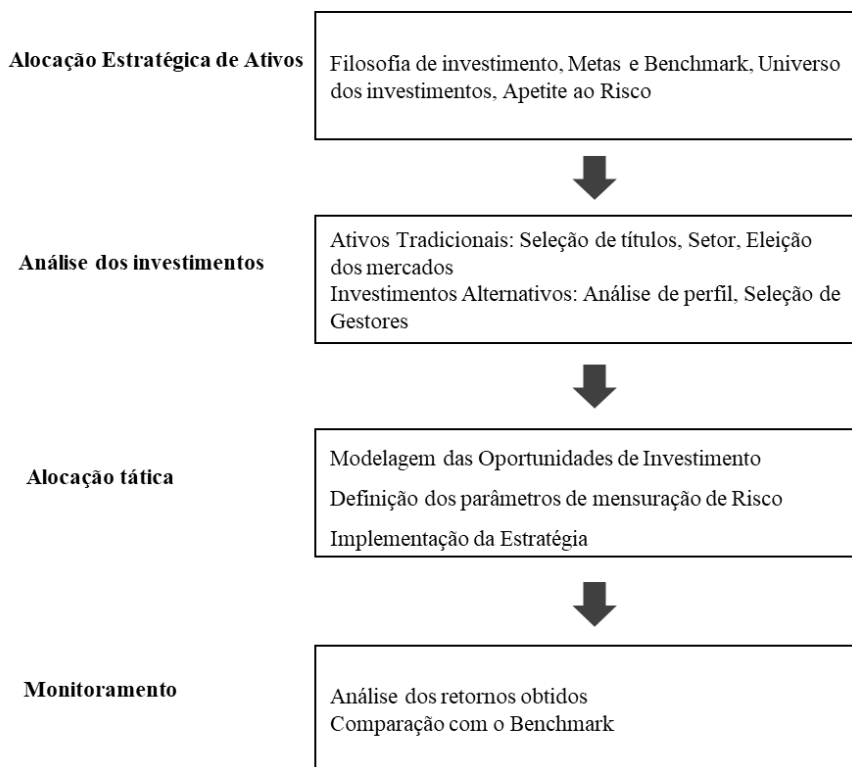 Alocação Estratégica de Ativos
Filosofia de investimento, Metas e Benchmark, Universo
dos investimentos, Apetite ao Risco
Análise dos investimentos
Ativos Tradicionais: Seleção de títulos, Setor, Eleição
dos mercados
Investimentos Alternativos: Análise de perfil, Seleção de
Gestores
Alocação tática
Modelagem das Oportunidades de Investimento
Definição dos parâmetros de mensuração de Risco
Implementação da Estratégia
Monitoramento
Análise dos retornos obtidos
Comparação com o Benchmark